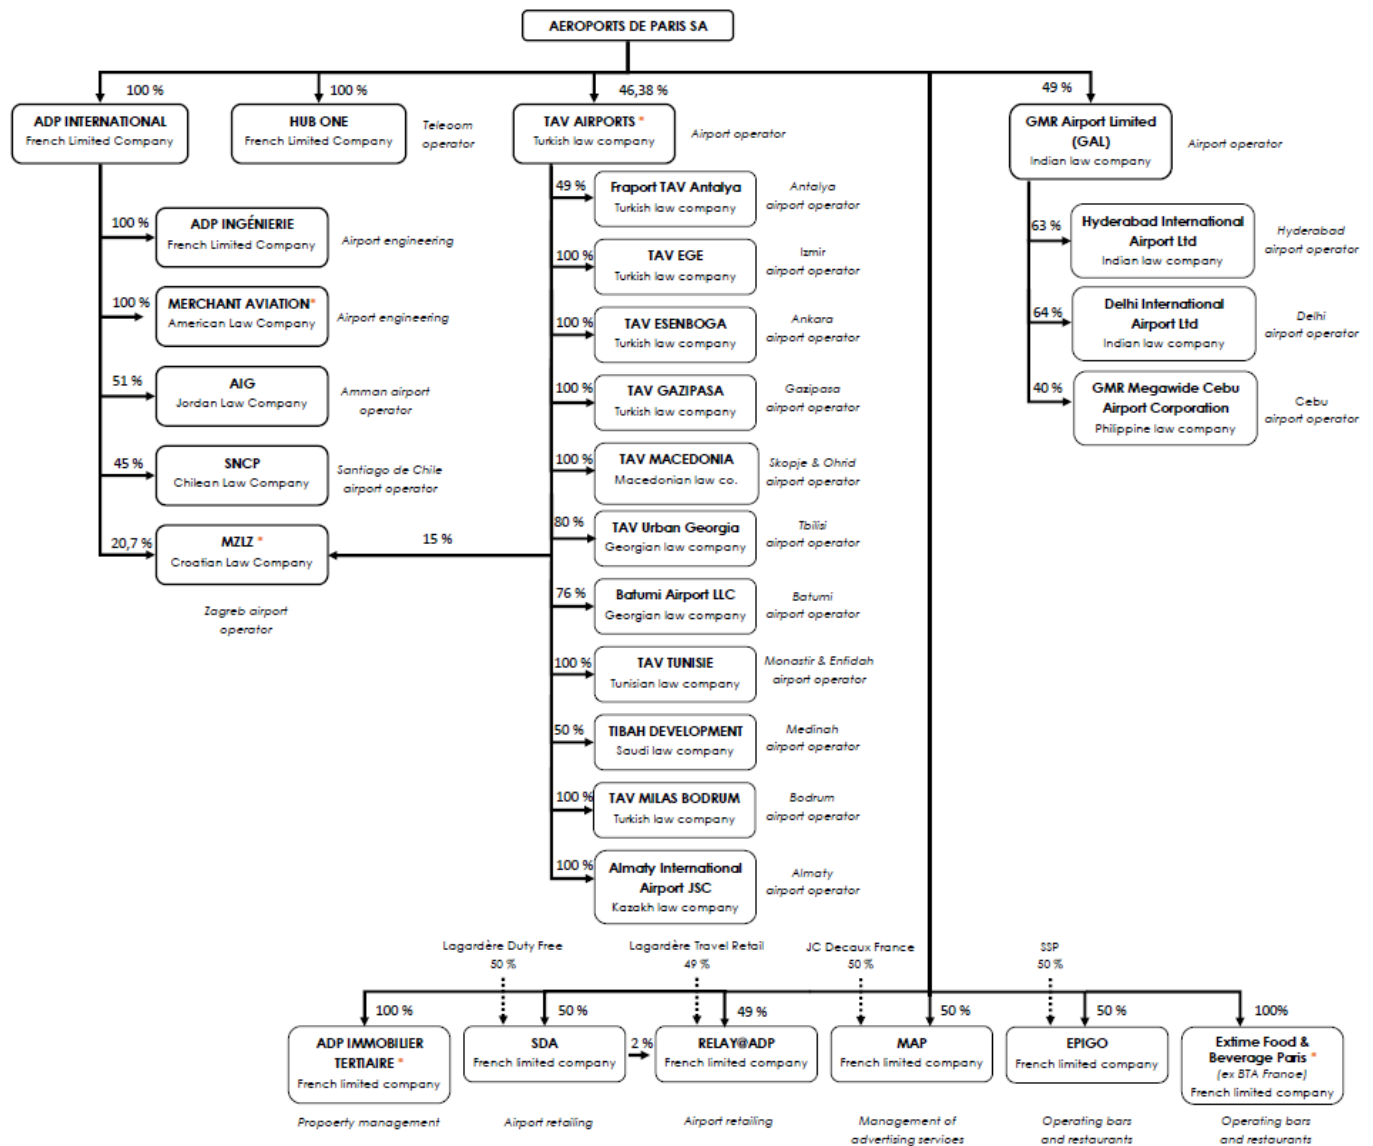 AEROPORTS DE PARIS SA
100 %
100 %
46,38 %
49 %
ADP INTERNATIONAL
French Limited Company
HUB ONE
French Limited Company
Telecom
operator
TAV AIRPORTS *
Turkish law company
Airport operator
GMR Airport Limited
(GAL)
Indian law company
Airport operator
100 %
ADP INGÉNIERIE
French Limited Company
Airport engineering
100 %
MERCHANT AVIATION*
American Law Company
Airport engineering
51 %
AIG
Jordan Law Company
Amman airport
operator
45 %
SNCP
Chilean Law Company
Santiago de Chile
airport operator
20,7 %
MZLZ *
Croatian Law Company
15 %
Zagreb airport
operator
49 %
Fraport TAV Antalya
Turkish law company
Antalya
airport operator
100 %
TAV EGE
Turkish law company
Izmir
airport operator
100 %
TAV ESENBOGA
Turkish law company
Ankara
airport operator
100 %
TAV GAZIPASA
Turkish law company
Gazipasa
airport operator
100 %
TAV MACEDONIA
Macedonian law co.
Skopje & Ohrid
airport operator
80 %
TAV Urban Georgia
Georgian law company
Tbilisi
airport operator
76 %
Batumi Airport LLC
Georgian law company
Batumi
airport operator
100 %
TAV TUNISIE
Tunisian law company
Monastir & Enfidah
airport operator
50 %
TIBAH DEVELOPMENT
Saudi law company
Medinah
airport operator
100 %
TAV MILAS BODRUM
Turkish law company
Bodrum
airport operator
100 %
Almaty International
Airport JSC
Kazakh law company
Almaty
airport operator
63 %
Hyderabad International
Airport Ltd
Indian law company
Hyderabad
airport operator
64 %
Delhi International
Airport Ltd
Indian law company
Delhi
airport operator
40 %
GMR Megawide Cebu
Airport Corporation
Philippine law company
Cebu
airport operator
Lagardère Duty Free
50 %
Lagardère Travel Retail
49 %
JC Decaux France
50 %
SSP
50 %
100 %
50 %
49 %
50 %
50 %
100%
ADP IMMOBILIER
TERTIAIRE *
French limited company
SDA
French limited company
2 %
RELAY@ADP
French limited company
MAP
French limited company
EPIGO
French limited company
Extime Food &
Beverage Paris *
(ex BTA France)
French limited company
Propoerty management
Airport retailing
Airport retailing
Management of
advertising services
Operating bars
and restaurants
Operating bars
and restaurants